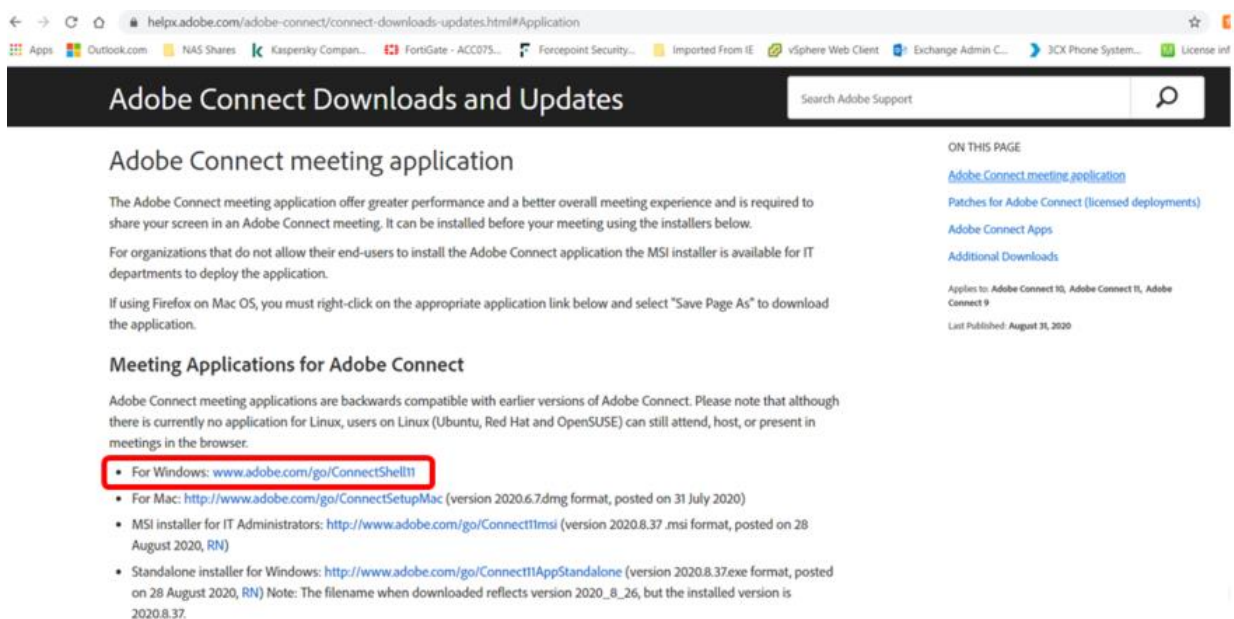 helpx.adobe.com/adobe-connect/connect-downloads-updates.html#Application
Apps Outlook.com NAS Shares Kaspersky Compan... FortiGate - ACC075... Forcepoint Security... Imported From IE vSphere Web Client Exchange Admin C... 3CX Phone System... License inf
Adobe Connect Downloads and Updates
Search Adobe Support
Adobe Connect meeting application
The Adobe Connect meeting application offer greater performance and a better overall meeting experience and is required to
share your screen in an Adobe Connect meeting. It can be installed before your meeting using the installers below.
For organizations that do not allow their end-users to install the Adobe Connect application the MSI installer is available for IT
departments to deploy the application.
If using Firefox on Mac OS, you must right-click on the appropriate application link below and select "Save Page As" to download
the application.
Meeting Applications for Adobe Connect
Adobe Connect meeting applications are backwards compatible with earlier versions of Adobe Connect. Please note that although
there is currently no application for Linux, users on Linux (Ubuntu, Red Hat and OpenSUSE) can still attend, host, or present in
meetings in the browser.
• For Windows: www.adobe.com/go/ConnectShell11
• For Mac: http://www.adobe.com/go/ConnectSetupMac (version 2020.6.7.dmg format, posted on 31 July 2020)
• MSI installer for IT Administrators: http://www.adobe.com/go/Connect11msi (version 2020.8.37 .msi format, posted on 28
August 2020, RN)
• Standalone installer for Windows: http://www.adobe.com/go/Connect11AppStandalone (version 2020.8.37.exe format, posted
on 28 August 2020, RN) Note: The filename when downloaded reflects version 2020_8_26, but the installed version is
2020.8.37.
ON THIS PAGE
Adobe Connect meeting application
Patches for Adobe Connect (licensed deployments)
Adobe Connect Apps
Additional Downloads
Applies to: Adobe Connect 10, Adobe Connect 11, Adobe
Connect 9
Last Published: August 31, 2020